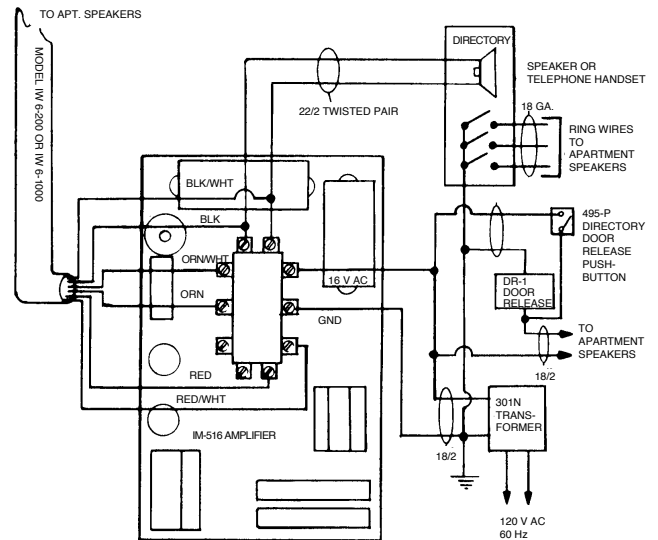 TO APT. SPEAKERS
MODEL IW 6-200 OR IW 6-1000
DIRECTORY
SPEAKER OR
TELEPHONE HANDSET
22/2 TWISTED PAIR
18 GA.
RING WIRES
TO
APARTMENT
SPEAKERS
BLK/WHT
BLK
ORN/WHT
ORN
16 V AC
GND
RED
RED/WHT
IM-516 AMPLIFIER
495-P
DIRECTORY
DOOR
RELEASE
PUSH-
BUTTON
DR-1
DOOR
RELEASE
TO
APARTMENT
SPEAKERS
18/2
301N
TRANS-
FORMER
18/2
120 V AC
60 Hz